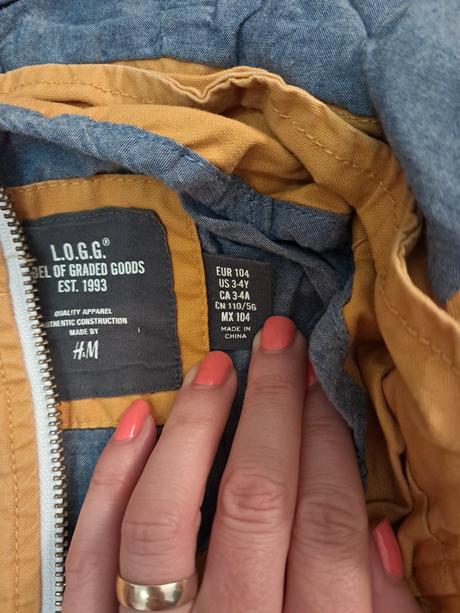 L.O.G.G.®
OF GRADED GOODS
EST. 1993
QUALITY APPAREL
AUTHENTIC CONSTRUCTION
MADE BY
H&M
EUR 104
US 3-4Y
CA 3-4A
CN 110/56
MX 104
MADE IN
CHINA